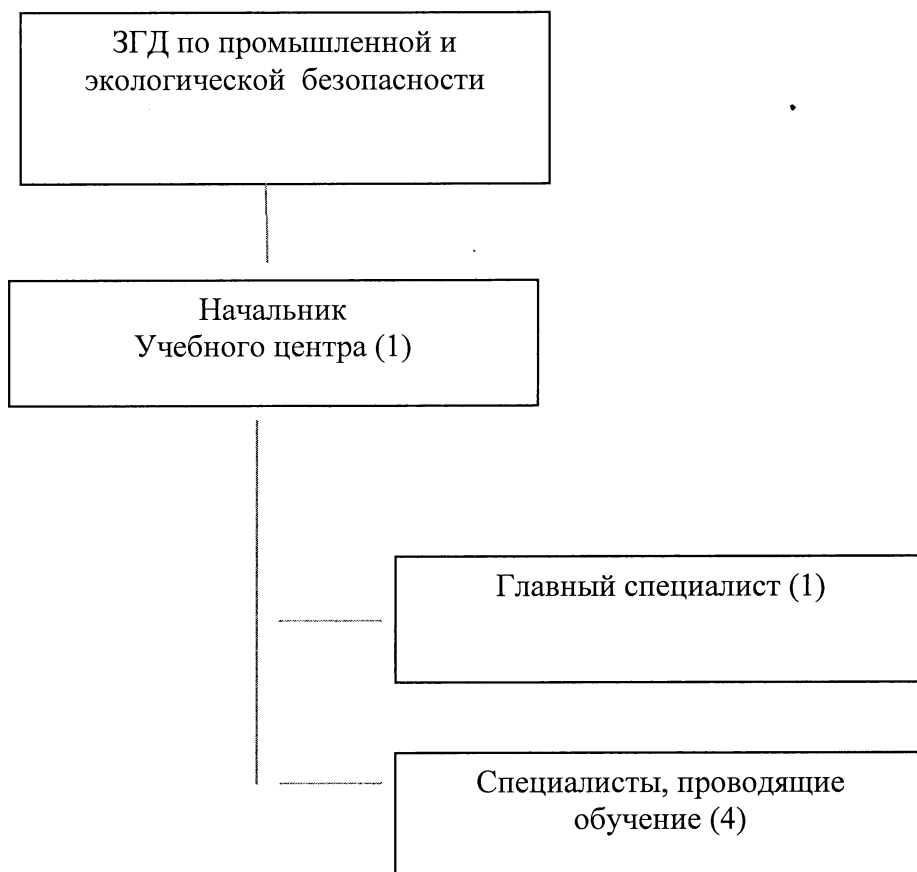 ЗГД по промышленной и
экологической безопасности
Начальник
Учебного центра (1)
Главный специалист (1)
Специалисты, проводящие
обучение (4)